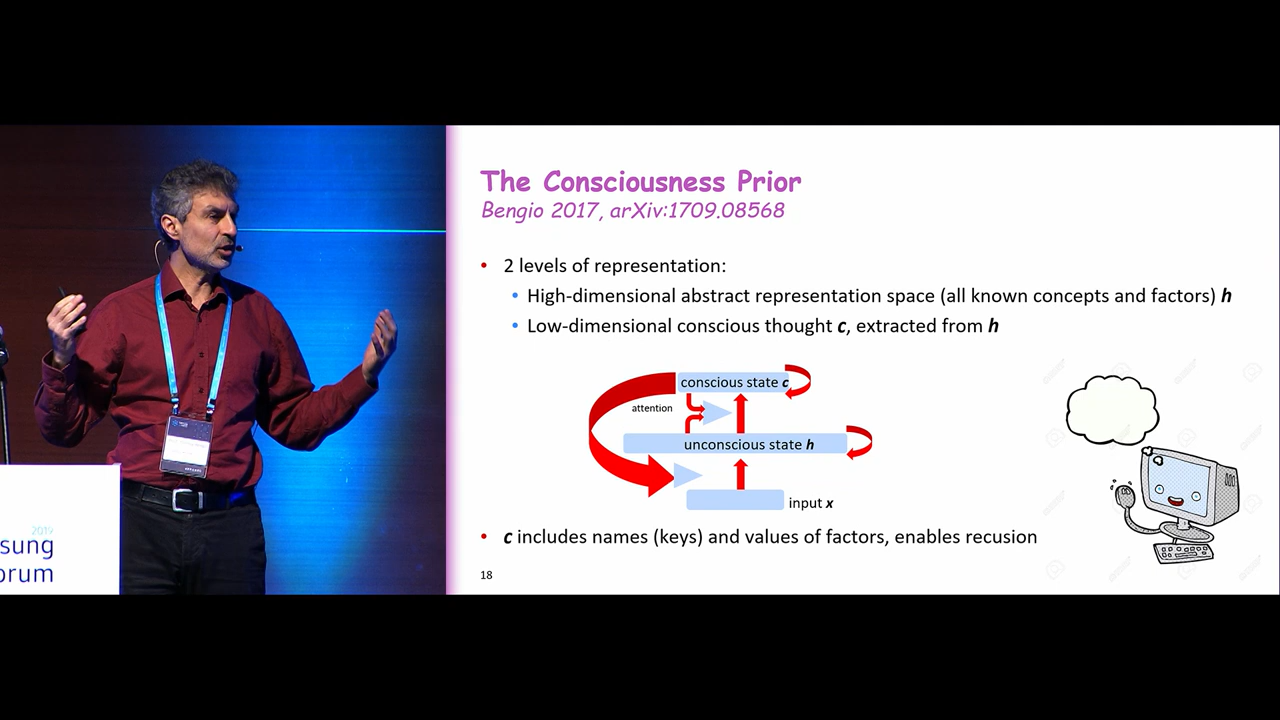 The Consciousness Prior
Bengio 2017, arXiv:1709.08568
• 2 levels of representation:
• High-dimensional abstract representation space (all known concepts and factors) h
• Low-dimensional conscious thought c, extracted from h
conscious state c
attention
unconscious state h
input x
• c includes names (keys) and values of factors, enables recusion
18
2019
sung
orum